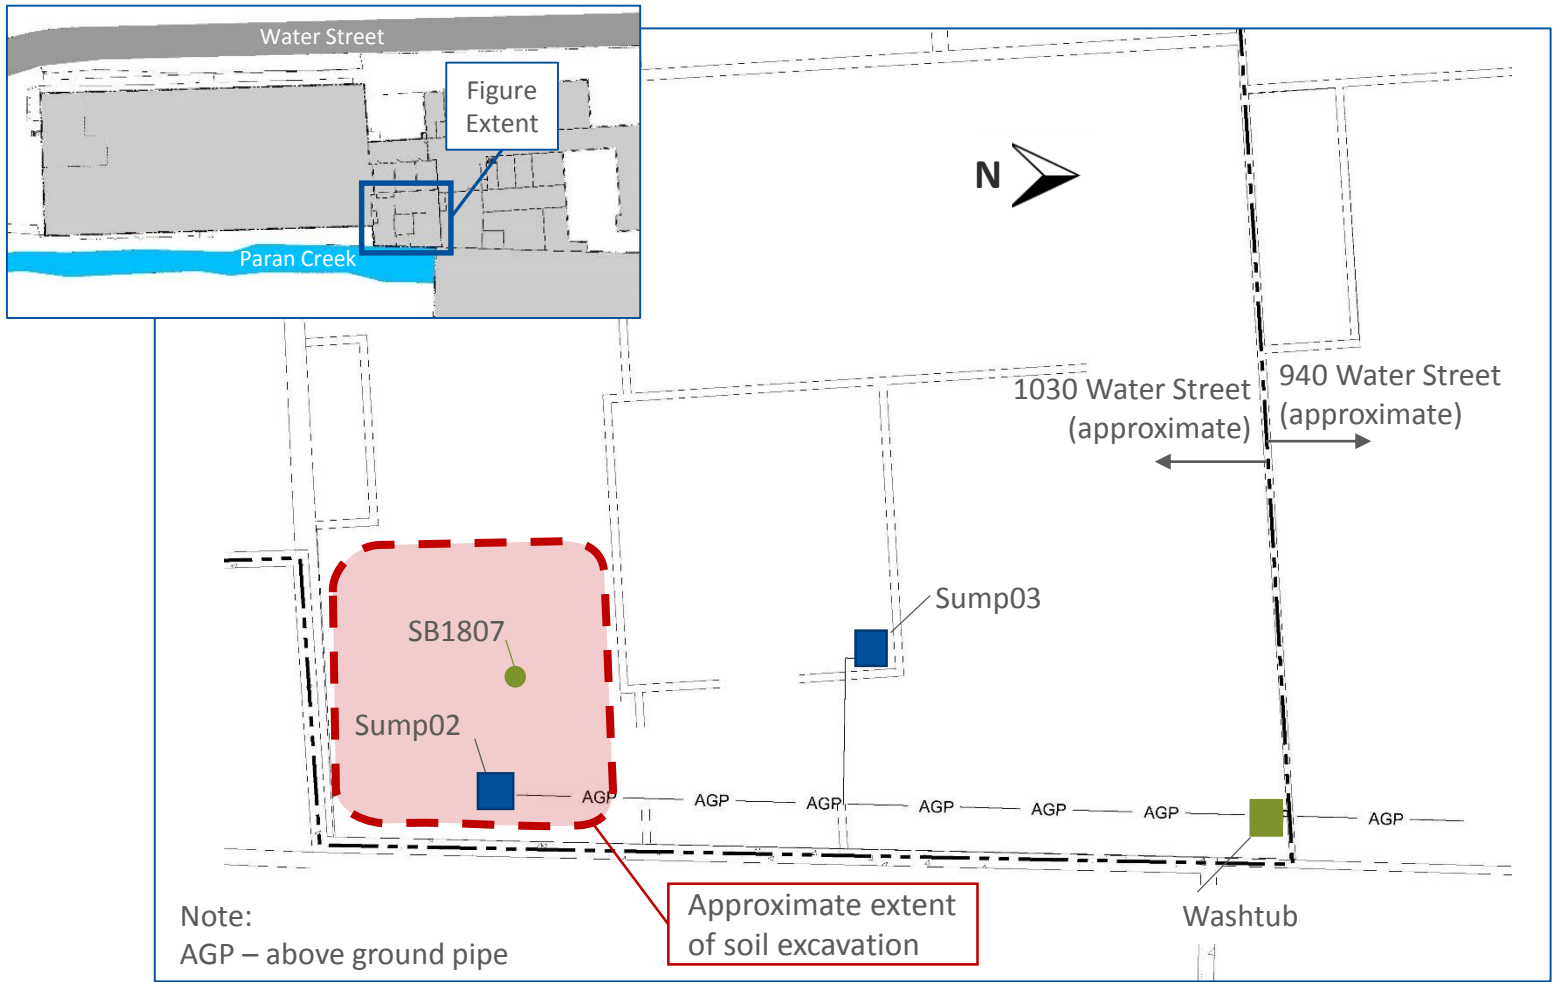 Water Street
Figure
Extent
Paran Creek
N
1030 Water Street
(approximate)
940 Water Street
(approximate)
Sump03
SB1807
Sump02
AGP
AGP
AGP
AGP
AGP
AGP
AGP
Washtub
Approximate extent
of soil excavation
Note:
AGP – above ground pipe